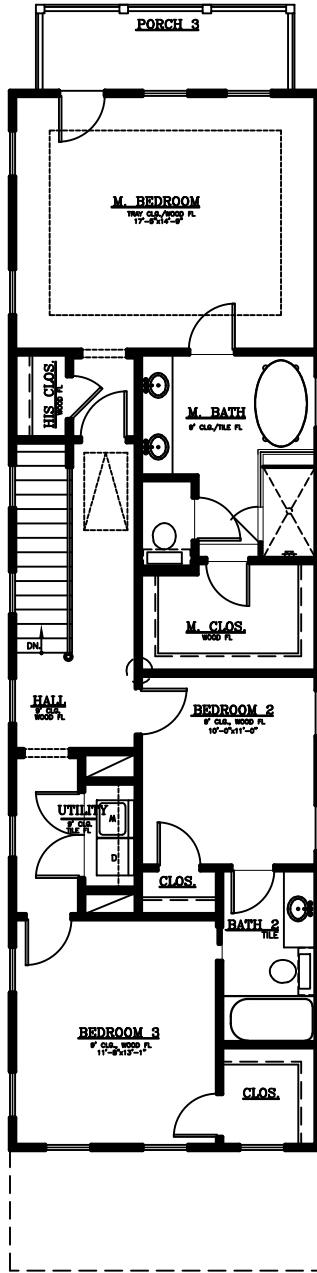 PORCH 3
M. BEDROOM
TRAY CLG./WOOD FL
17'-6"x14'-9"
HIS CLOS.
WOOD FL
M. BATH
9' CLG./TILE FL
M. CLOS.
WOOD FL
DN.
HALL
9' CLG.
WOOD FL
BEDROOM 2
9' CLG., WOOD FL
10'-0"x11'-0"
UTILITY
9' CLG.
TILE FL
W
D
CLOS.
BATH 2
TILE
BEDROOM 3
9' CLG., WOOD FL
11'-8"x13'-1"
CLOS.